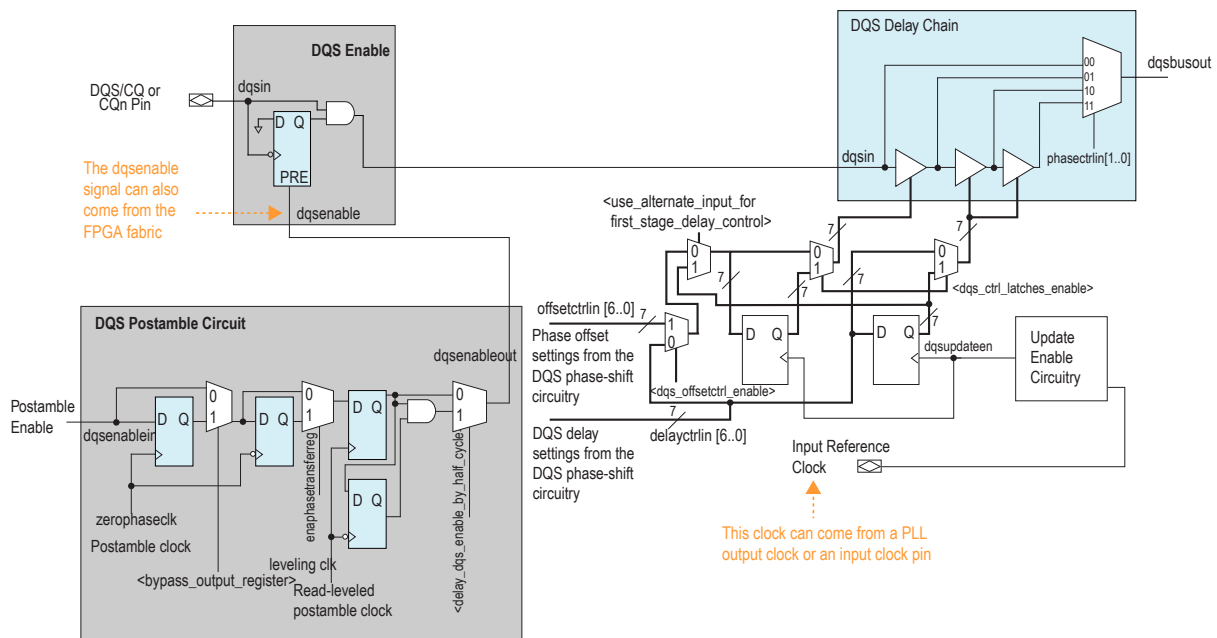 DQS Enable
DQS/CQ or
CQn Pin
dqsin
D Q
PRE
dqsenable
The dqsenable
signal can also
come from the
FPGA fabric
DQS Delay Chain
00
01
10
11
dqsbusout
dqsin
phasectrlin[1..0]
<use_alternate_input_for
first_stage_delay_control>
7
7
0
1
0
1
0
1
7
7
7
<dqs_ctrl_latches_enable>
offsetctrlin [6..0]
7
1
0
Phase offset
settings from the
DQS phase-shift
circuitry
<dqs_offsetctrl_enable>
D Q
D Q
dqsupdateen
Update
Enable
Circuitry
7
delayctrlin [6..0]
DQS delay
settings from the
DQS phase-shift
circuitry
Input Reference
Clock
This clock can come from a PLL
output clock or an input clock pin
DQS Postamble Circuit
dqsenableout
Postamble
Enable
dqsenablein
D Q
0
1
D Q
0
1
D Q
D Q
0
1
zerophaseclk
Postamble clock
<bypass_output_register>
enaphasetransferreg
leveling clk
Read-leveled
postamble clock
<delay_dqs_enable_by_half_cycle>